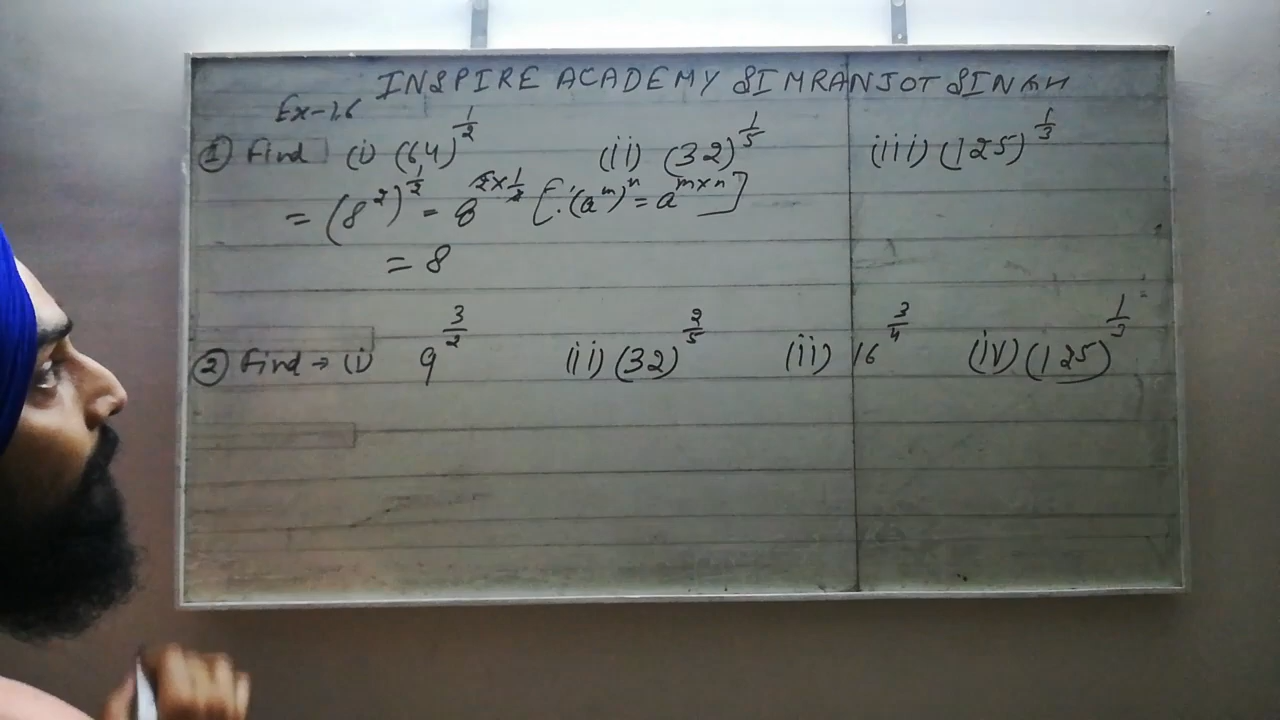 INSPIRE ACADEMY SIMRANJOT SINGH
Ex-1.6
① Find (i) (64)^{1/2} (ii) (32)^{1/5} (iii) (125)^{1/3}
= (8^2)^{1/2} = 8^{2×1/2} [∵(a^m)^n = a^{m×n}]
= 8
② Find → (i) 9^{3/2} (ii) (32)^{2/5} (ii) 16^{3/4} (iv) (125)^{1/3}